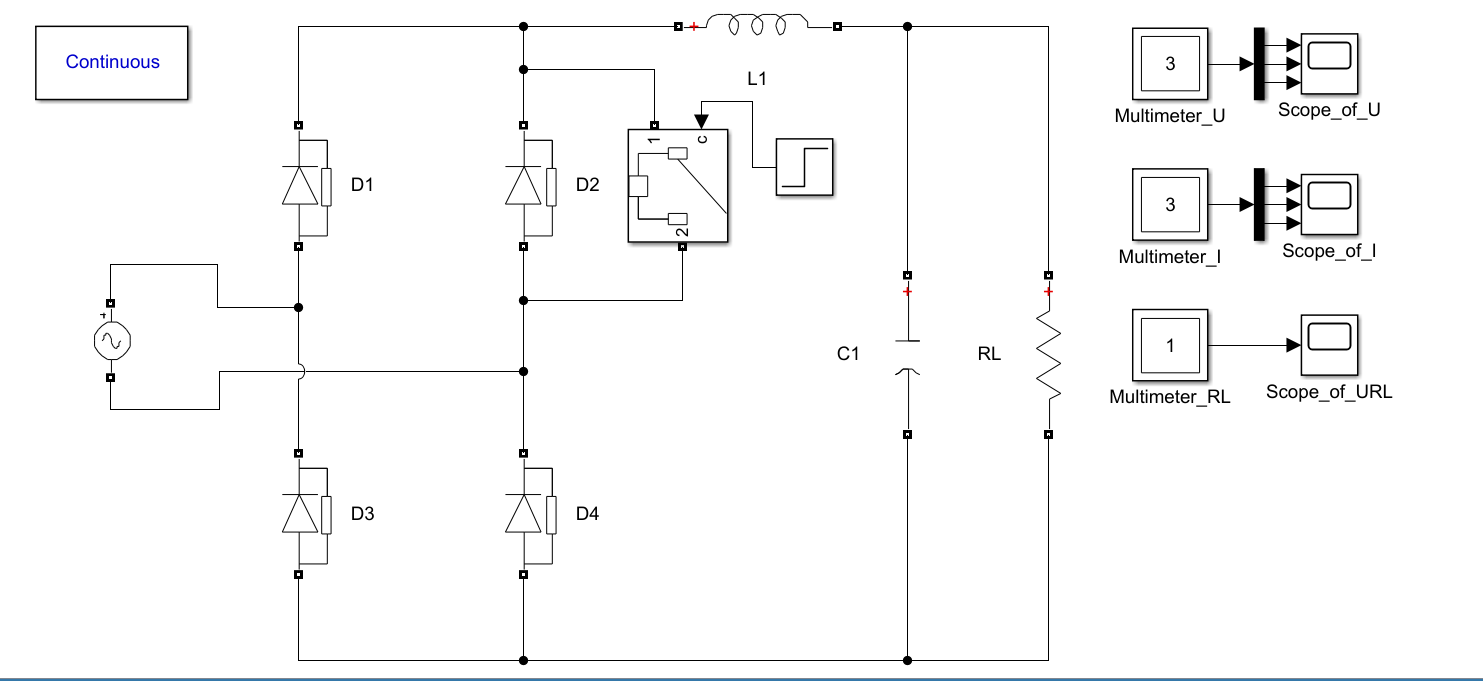 Continuous
L1
1
c
2
D1
D2
D3
D4
C1
RL
+
+
+
+
3
Multimeter_U
Scope_of_U
3
Multimeter_I
Scope_of_I
1
Multimeter_RL
Scope_of_URL